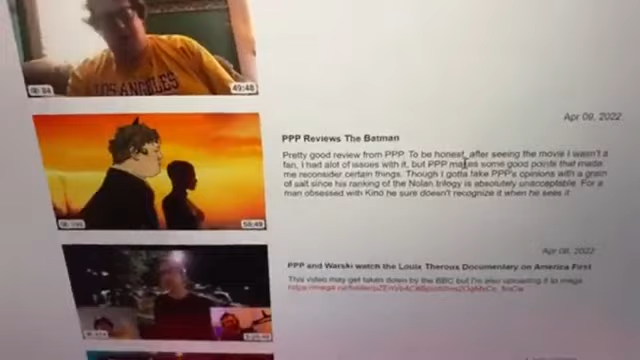 LOS ANGELES
84
49:48
Apr 09, 2022
PPP Reviews The Batman
Pretty good review from PPP. To be honest, after seeing the movie I wasn't a
fan, I had alot of issues with it, but PPP makes some good points that made
me reconsider certain things. Though I gotta take PPP's opinions with a grain
of salt since his ranking of the Nolan trilogy is absolutely unacceptable. For a
man obsessed with Kino he sure doesn't recognize it when he sees it.
Apr 08, 2022
PPP and Warski watch the Louis Theroux Documentary on America First
This video may get taken down by the BBC but I'm also uploading it to mega